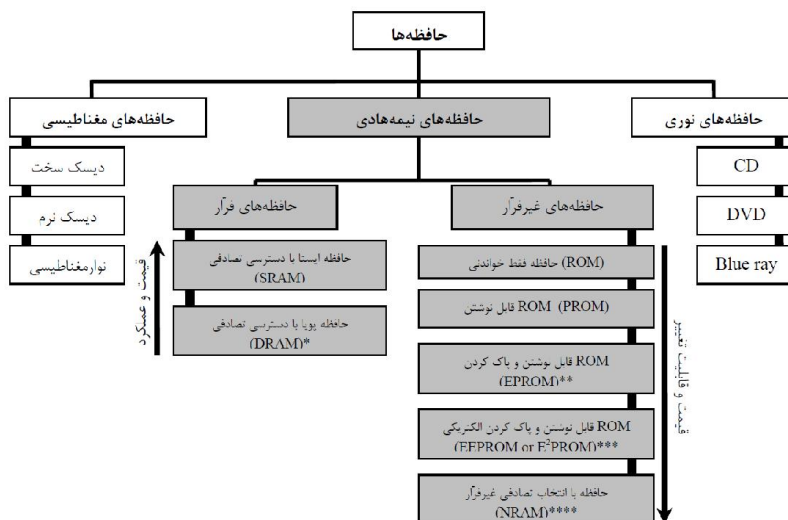 حافظه‌ها
حافظه‌های نوری
حافظه‌های نیمه‌هادی
حافظه‌های مغناطیسی
CD
DVD
Blue ray
حافظه‌های غیرفرّار
حافظه فقط خواندنی (ROM)
ROM قابل نوشتن (PROM)
ROM قابل نوشتن و پاک کردن
(EPROM)**
ROM قابل نوشتن و پاک کردن الکتریکی
(EEPROM or E²PROM)***
حافظه با انتخاب تصادفی غیرفرّار
(NRAM)****
قیمت و قابلیت تغییر
حافظه‌های فرّار
حافظه ایستا با دسترسی تصادفی
(SRAM)
حافظه پویا با دسترسی تصادفی
(DRAM)*
قیمت و عملکرد
دیسک سخت
دیسک نرم
نوارمغناطیسی